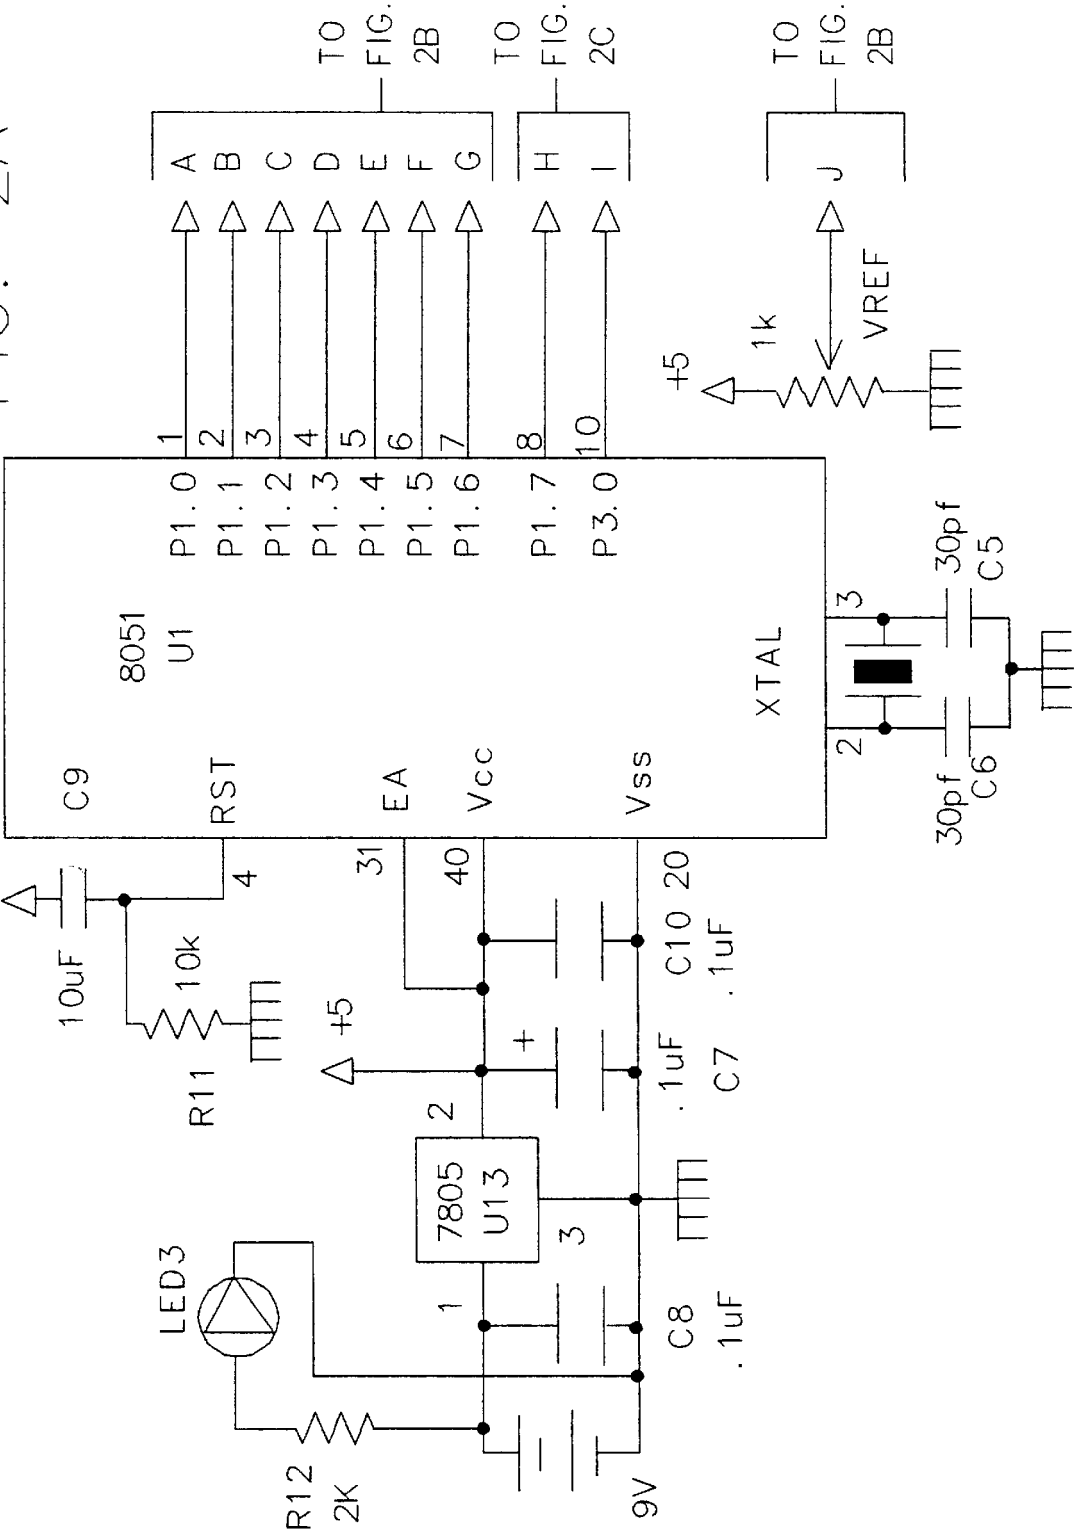 FIG. 2A
TO
FIG.
2B
TO
FIG.
2C
TO
FIG.
2B
A
B
C
D
E
F
G
H
I
J
VREF
1k
+5
1
2
3
4
5
6
7
8
10
P1.0
P1.1
P1.2
P1.3
P1.4
P1.5
P1.6
P1.7
P3.0
8051
U1
XTAL
3
2
30pf
C5
30pf
C6
C9
RST
EA
Vcc
Vss
4
31
40
20
10uF
10k
R11
+5
C10
.1uF
+
.1uF
C7
2
7805
U13
3
1
LED3
C8
.1uF
R12
2K
9V